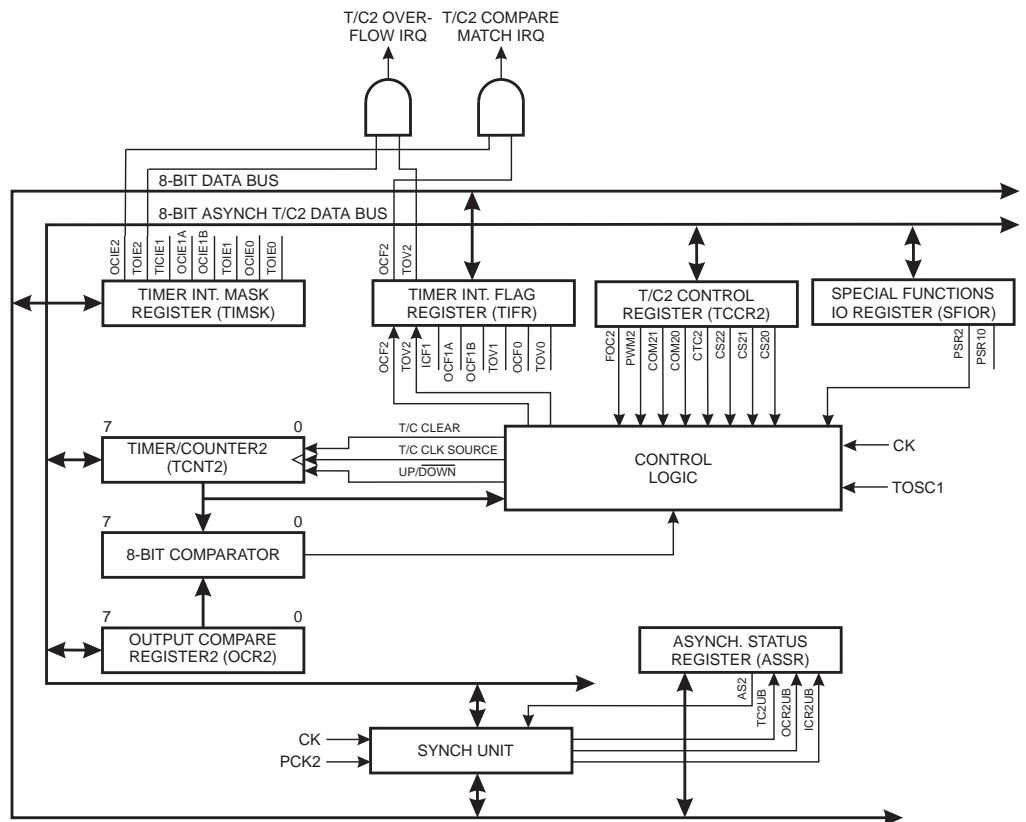 T/C2 OVER-
FLOW IRQ
T/C2 COMPARE
MATCH IRQ
8-BIT DATA BUS
8-BIT ASYNCH T/C2 DATA BUS
OCIE2
TOIE2
TICIE1
OCIE1A
OCIE1B
TOIE1
OCIE0
TOIE0
OCF2
TOV2
TIMER INT. MASK
REGISTER (TIMSK)
TIMER INT. FLAG
REGISTER (TIFR)
T/C2 CONTROL
REGISTER (TCCR2)
SPECIAL FUNCTIONS
IO REGISTER (SFIOR)
OCF2
TOV2
ICF1
OCF1A
OCF1B
TOV1
OCF0
TOV0
FOC2
PWM2
COM21
COM20
CTC2
CS22
CS21
CS20
PSR2
PSR10
7
0
TIMER/COUNTER2
(TCNT2)
T/C CLEAR
T/C CLK SOURCE
UP/DOWN
CONTROL
LOGIC
CK
TOSC1
7
0
8-BIT COMPARATOR
7
0
OUTPUT COMPARE
REGISTER2 (OCR2)
ASYNCH. STATUS
REGISTER (ASSR)
AS2
TC2UB
OCR2UB
ICR2UB
CK
PCK2
SYNCH UNIT